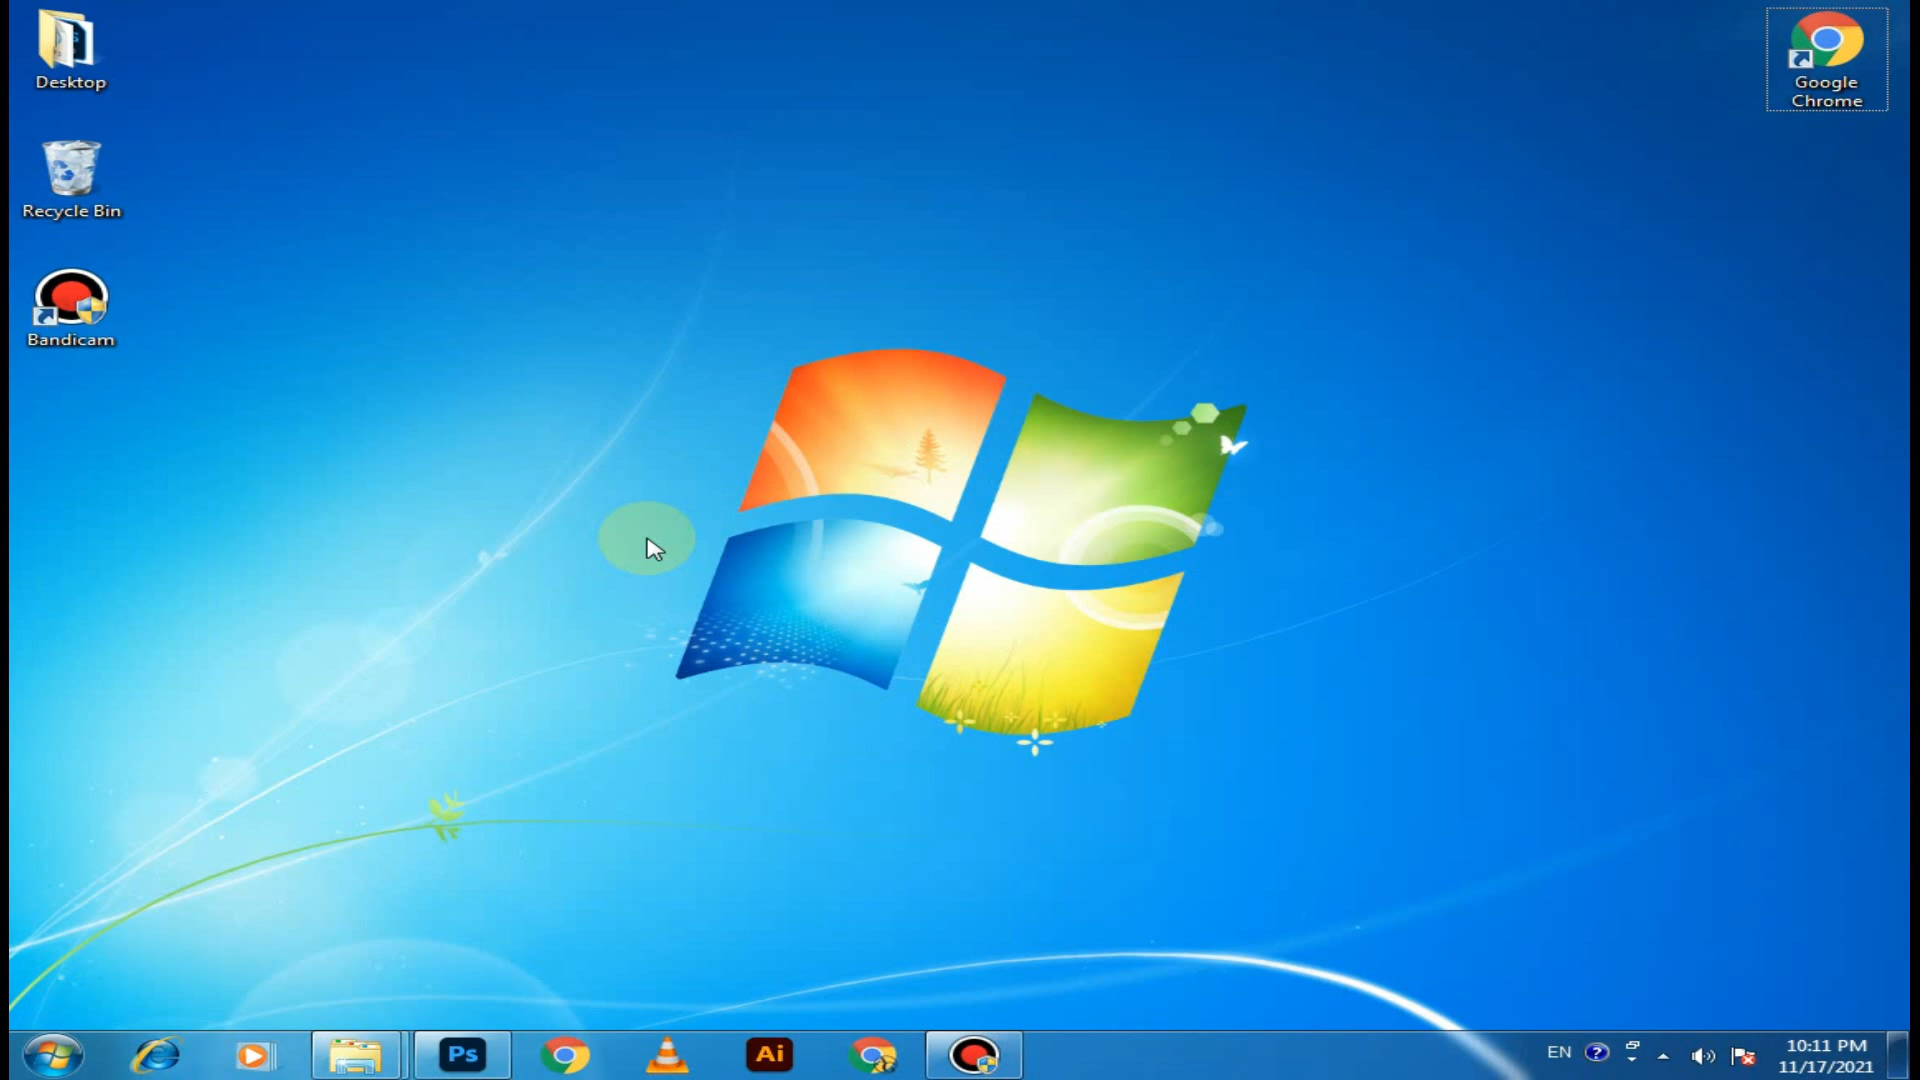 Desktop
Google
Chrome
Recycle Bin
Bandicam
Ps
Ai
EN
?
10:11 PM
11/17/2021